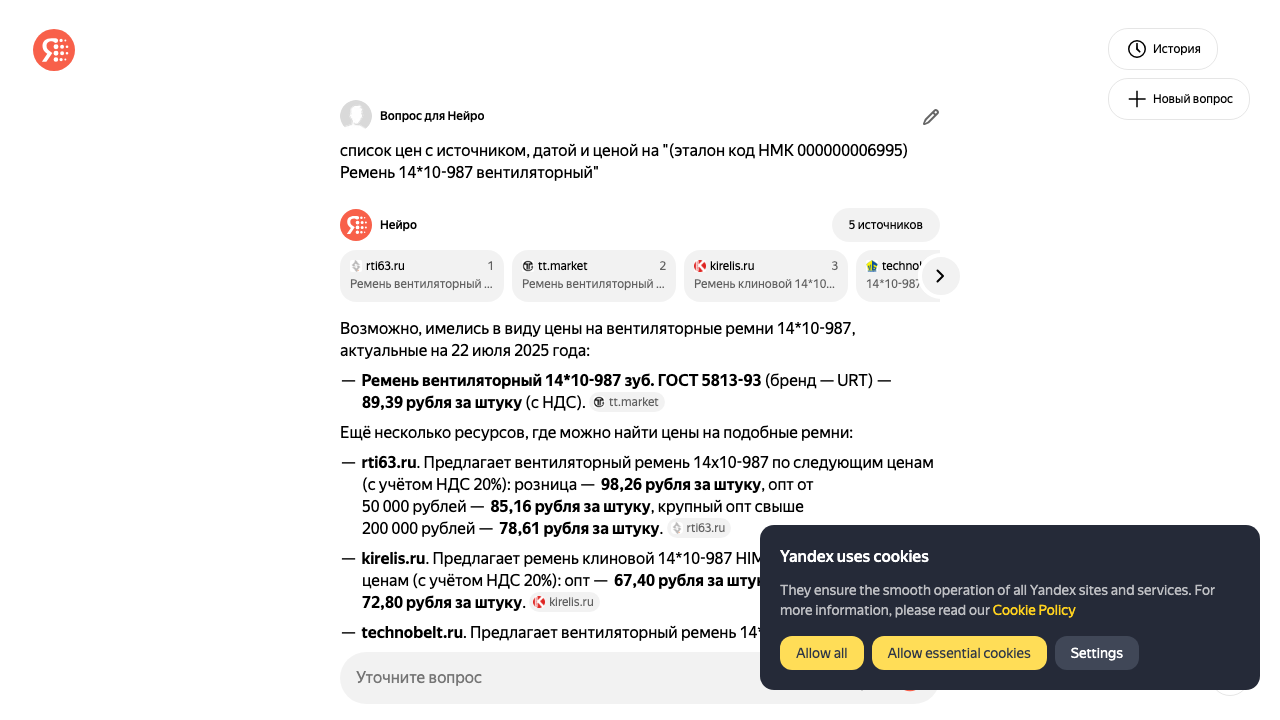 История
Новый вопрос
Вопрос для Нейро
список цен с источником, датой и ценой на "(эталон код НМК 000000006995)
Ремень 14*10-987 вентиляторный"
Нейро
5 источников
rti63.ru 1
Ремень вентиляторный ...
tt.market 2
Ремень вентиляторный ...
kirelis.ru 3
Ремень клиновой 14*10...
technol
14*10-987
Возможно, имелись в виду цены на вентиляторные ремни 14*10-987,
актуальные на 22 июля 2025 года:
— Ремень вентиляторный 14*10-987 зуб. ГОСТ 5813-93 (бренд — URT) —
89,39 рубля за штуку (с НДС). tt.market
Ещё несколько ресурсов, где можно найти цены на подобные ремни:
— rti63.ru. Предлагает вентиляторный ремень 14х10-987 по следующим ценам
(с учётом НДС 20%): розница — 98,26 рубля за штуку, опт от
50 000 рублей — 85,16 рубля за штуку, крупный опт свыше
200 000 рублей — 78,61 рубля за штуку. rti63.ru
— kirelis.ru. Предлагает ремень клиновой 14*10-987 HIM
ценам (с учётом НДС 20%): опт — 67,40 рубля за шту
72,80 рубля за штуку. kirelis.ru
— technobelt.ru. Предлагает вентиляторный ремень 14*
Уточните вопрос
Yandex uses cookies
They ensure the smooth operation of all Yandex sites and services. For
more information, please read our Cookie Policy
Allow all
Allow essential cookies
Settings